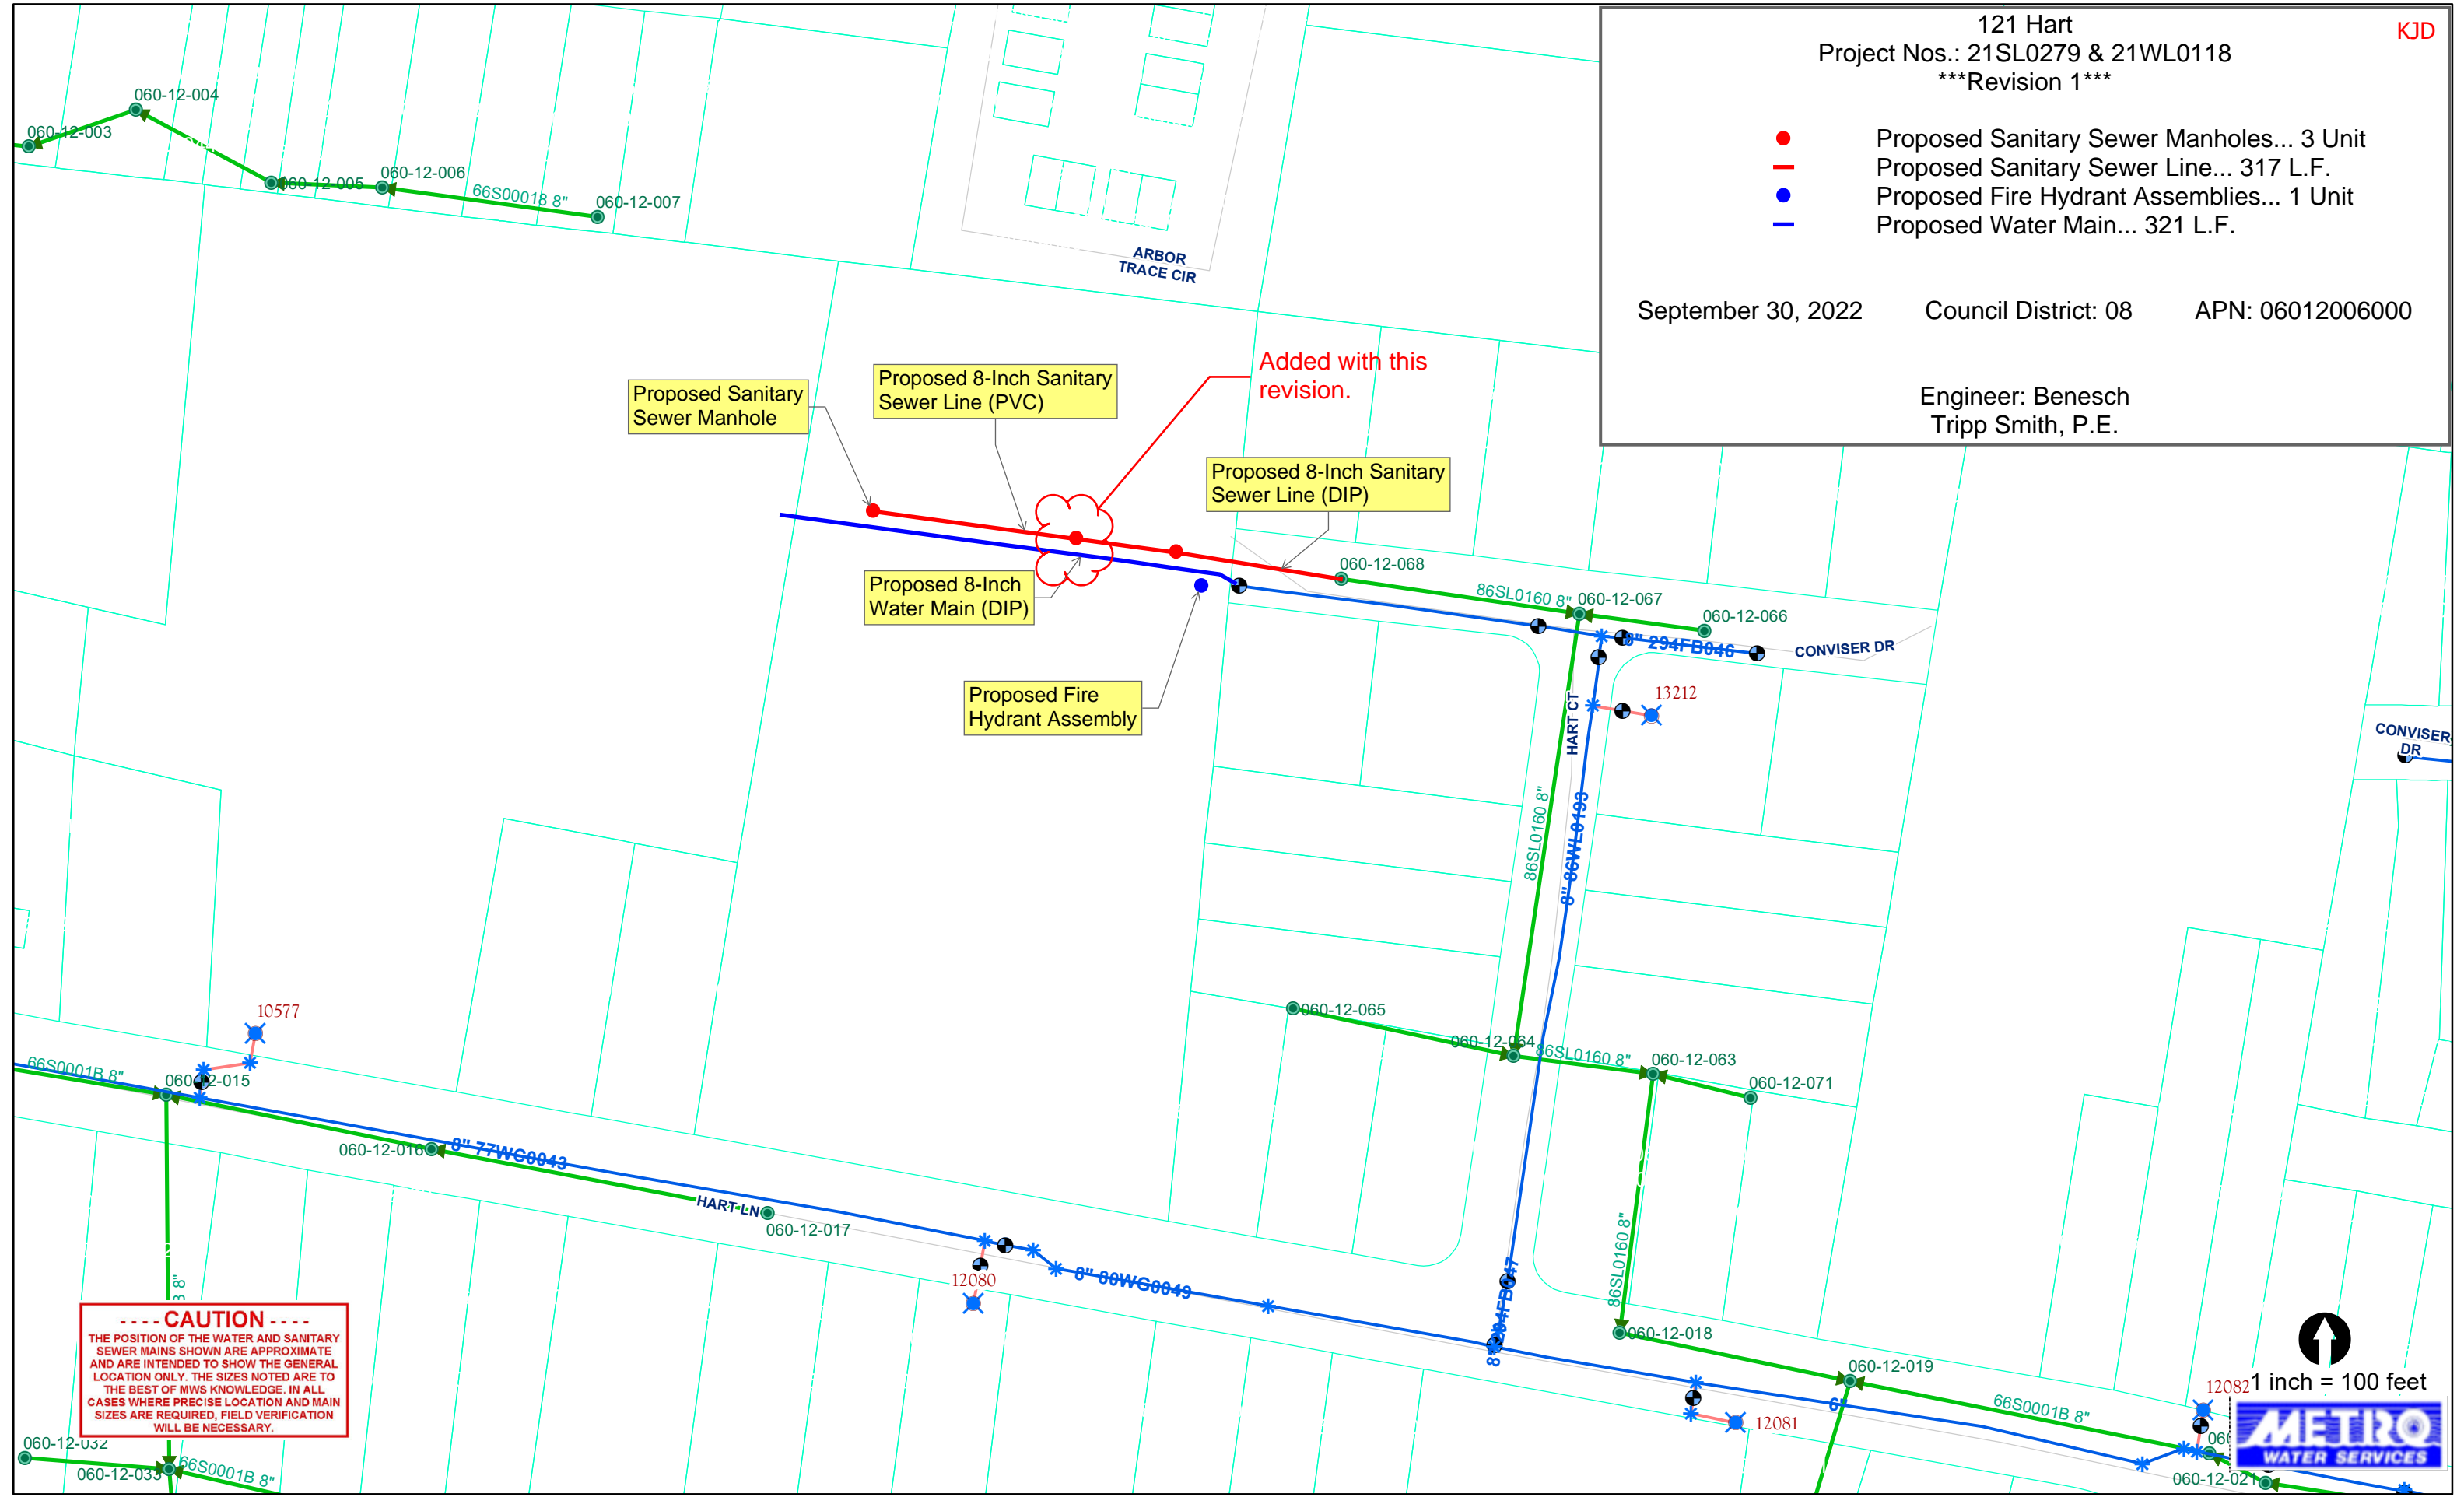 121 Hart
KJD
Project Nos.: 21SL0279 & 21WL0118
***Revision 1***
Proposed Sanitary Sewer Manholes... 3 Unit
Proposed Sanitary Sewer Line... 317 L.F.
Proposed Fire Hydrant Assemblies... 1 Unit
Proposed Water Main... 321 L.F.
September 30, 2022
Council District: 08
APN: 06012006000
Engineer: Benesch
Tripp Smith, P.E.
060-12-004
060-12-003
060-12-005
060-12-006
66S00018 8"
060-12-007
ARBOR
TRACE CIR
Added with this
revision.
Proposed Sanitary
Sewer Manhole
Proposed 8-Inch Sanitary
Sewer Line (PVC)
Proposed 8-Inch Sanitary
Sewer Line (DIP)
Proposed 8-Inch
Water Main (DIP)
Proposed Fire
Hydrant Assembly
060-12-068
86SL0160 8"
060-12-067
060-12-066
8" 294FB046
CONVISER DR
13212
HART CT
CONVISER
DR
86SL0160 8"
8" 86WL0193
060-12-065
060-12-064
86SL0160 8"
060-12-063
060-12-071
10577
66S0001B 8"
060-12-015
060-12-016
8" 77WG0043
HART LN
060-12-017
12080
8" 80WG0049
86SL0160 8"
060-12-018
060-12-019
66S0001B 8"
6"
12081
12082
060-12-021
060-12-032
060-12-033
66S0001B 8"
- - - - CAUTION - - - -
THE POSITION OF THE WATER AND SANITARY
SEWER MAINS SHOWN ARE APPROXIMATE
AND ARE INTENDED TO SHOW THE GENERAL
LOCATION ONLY. THE SIZES NOTED ARE TO
THE BEST OF MWS KNOWLEDGE. IN ALL
CASES WHERE PRECISE LOCATION AND MAIN
SIZES ARE REQUIRED, FIELD VERIFICATION
WILL BE NECESSARY.
1 inch = 100 feet
METRO
WATER SERVICES